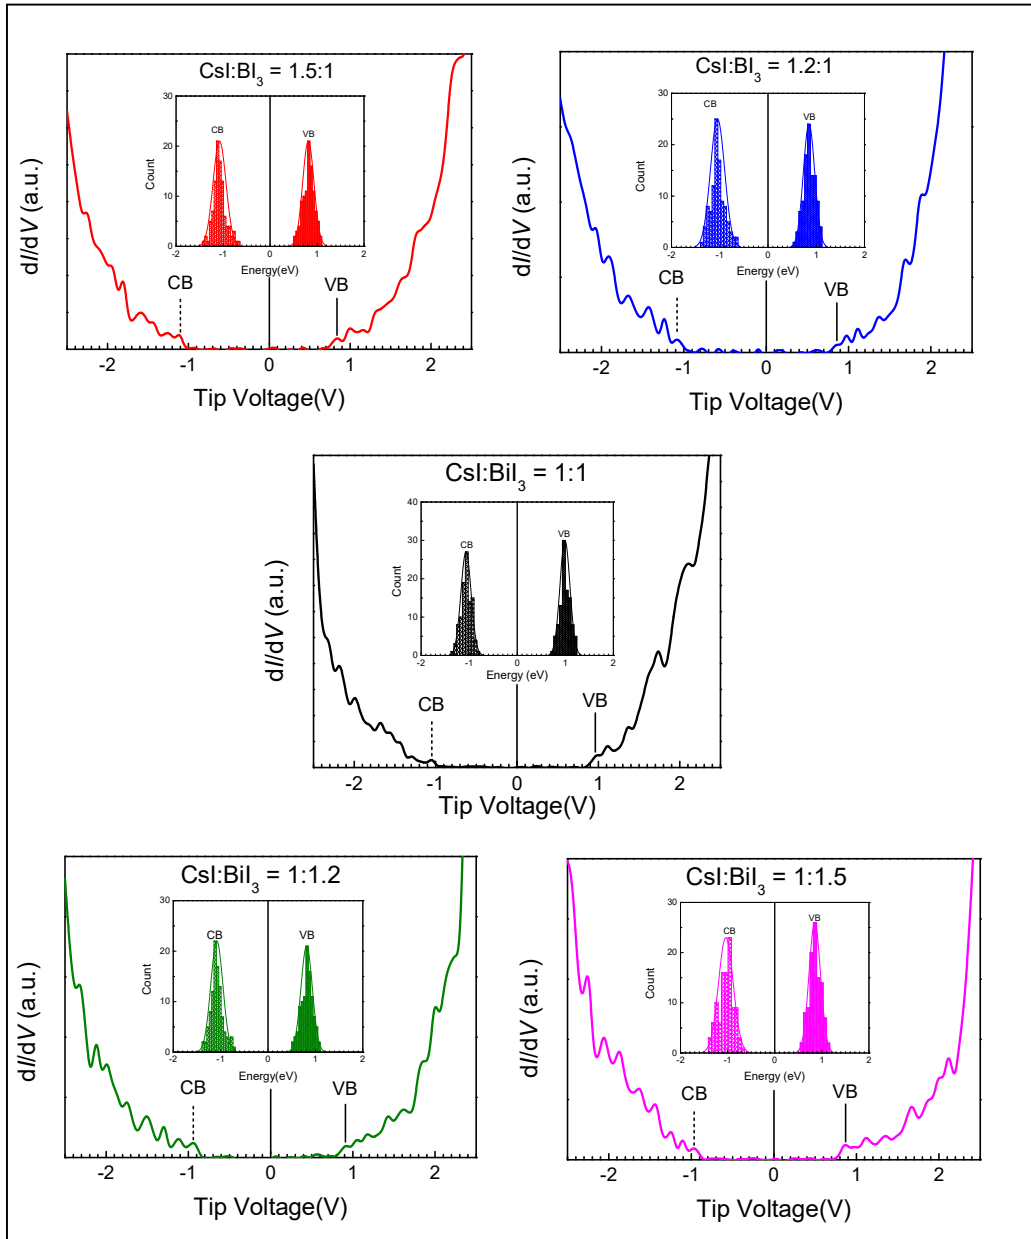 CsI:BI3 = 1.5:1
30
20
10
0
-2 -1 0 1 2
Count
Energy(eV)
CB
VB
CB
VB
dI/dV (a.u.)
-2 -1 0 1 2
Tip Voltage(V)
CsI:BI3 = 1.2:1
30
20
10
0
-2 -1 0 1 2
Count
Energy (eV)
CB
VB
CB
VB
dI/dV (a.u.)
-2 -1 0 1 2
Tip Voltage(V)
CsI:BiI3 = 1:1
40
30
20
10
0
-2 -1 0 1 2
Count
Energy (eV)
CB
VB
CB
VB
dI/dV (a.u.)
-2 -1 0 1 2
Tip Voltage(V)
CsI:BiI3 = 1:1.2
30
20
10
0
-2 -1 0 1 2
Count
Energy(eV)
CB
VB
CB
VB
dI/dV (a.u.)
-2 -1 0 1 2
Tip Voltage(V)
CsI:BiI3 = 1:1.5
30
20
10
0
-2 -1 0 1 2
Count
Energy (eV)
CB
VB
CB
VB
dI/dV (a.u.)
-2 -1 0 1 2
Tip Voltage(V)